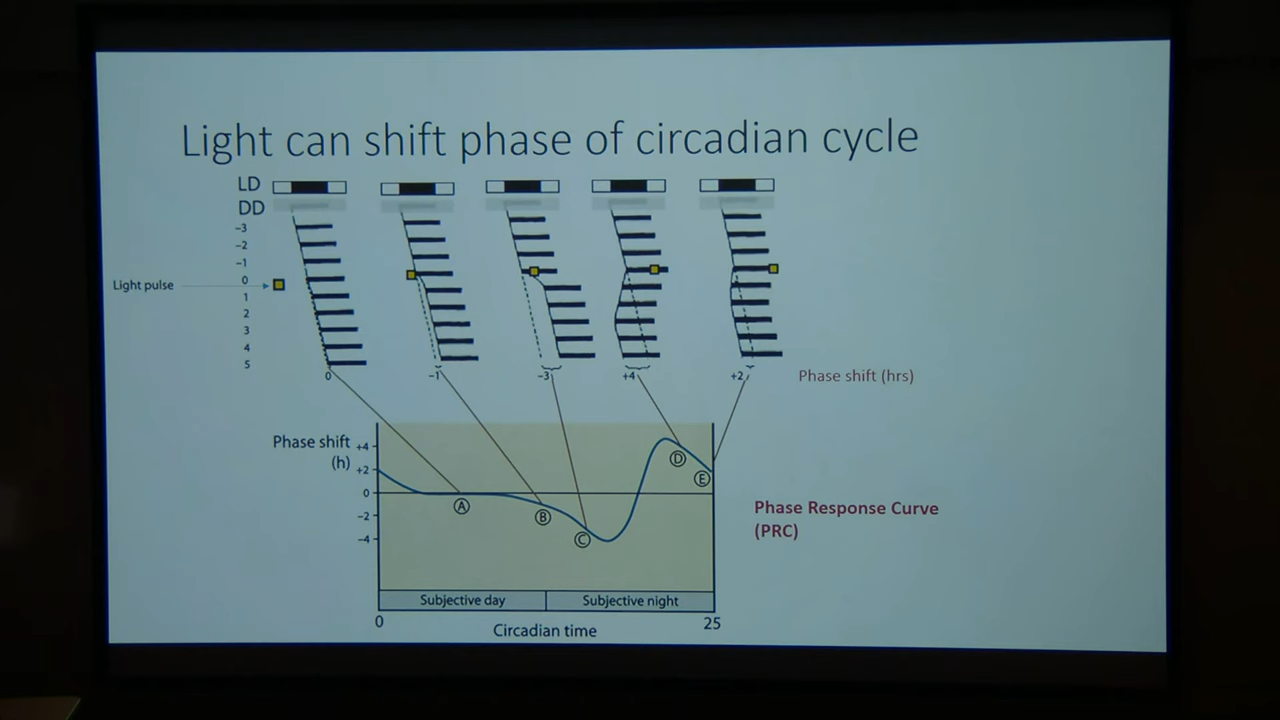 Light can shift phase of circadian cycle
LD
DD
-3
-2
-1
0
1
2
3
4
5
Light pulse
0
-1
-3
+4
+2
Phase shift (hrs)
Phase shift
(h)
+4
+2
0
-2
-4
A
B
C
D
E
Subjective day
Subjective night
0
25
Circadian time
Phase Response Curve
(PRC)